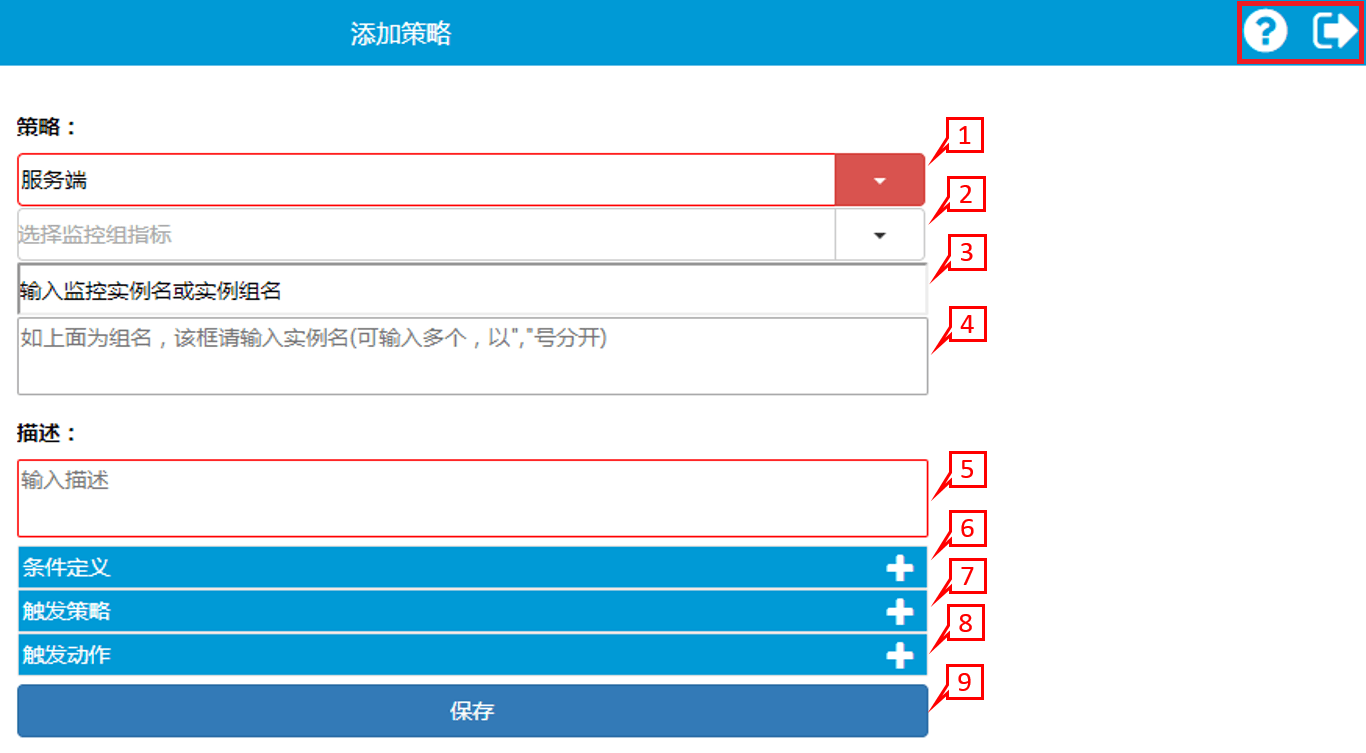 添加策略
策略：
1
服务端
2
选择监控组指标
3
输入监控实例名或实例组名
4
如上面为组名，该框请输入实例名(可输入多个，以","号分开)
描述：
5
输入描述
6
条件定义
7
触发策略
8
触发动作
9
保存